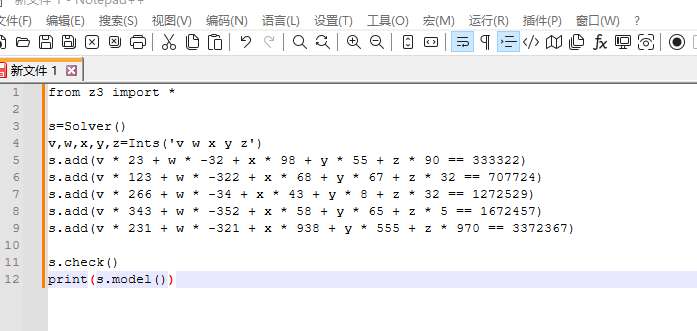 新文件 1 - Notepad++
文件(F) 编辑(E) 搜索(S) 视图(V) 编码(N) 语言(L) 设置(T) 工具(O) 宏(M) 运行(R) 插件(P) 窗口(W) ?
新文件 1
1 from z3 import *
2
3 s=Solver()
4 v,w,x,y,z=Ints('v w x y z')
5 s.add(v * 23 + w * -32 + x * 98 + y * 55 + z * 90 == 333322)
6 s.add(v * 123 + w * -322 + x * 68 + y * 67 + z * 32 == 707724)
7 s.add(v * 266 + w * -34 + x * 43 + y * 8 + z * 32 == 1272529)
8 s.add(v * 343 + w * -352 + x * 58 + y * 65 + z * 5 == 1672457)
9 s.add(v * 231 + w * -321 + x * 938 + y * 555 + z * 970 == 3372367)
10
11 s.check()
12 print(s.model())